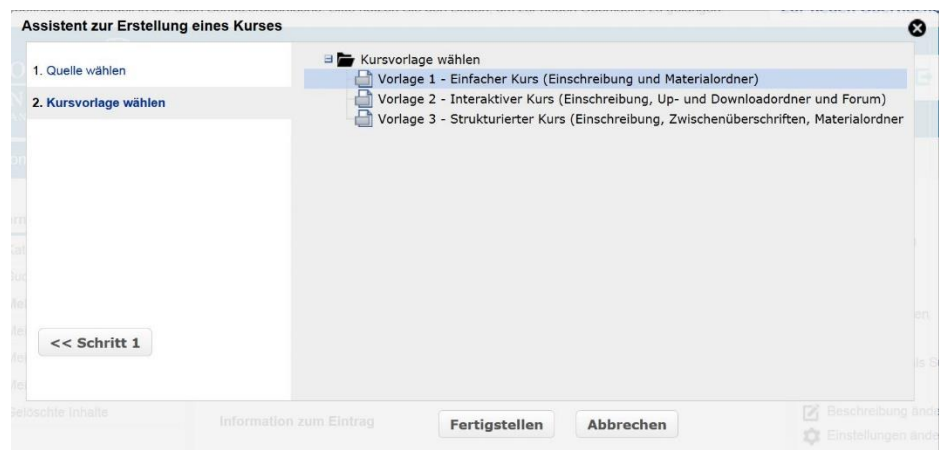 Assistent zur Erstellung eines Kurses
1. Quelle wählen
2. Kursvorlage wählen
Kursvorlage wählen
Vorlage 1 - Einfacher Kurs (Einschreibung und Materialordner)
Vorlage 2 - Interaktiver Kurs (Einschreibung, Up- und Downloadordner und Forum)
Vorlage 3 - Strukturierter Kurs (Einschreibung, Zwischenüberschriften, Materialordner
<< Schritt 1
Gelöschte Inhalte
Information zum Eintrag
Fertigstellen
Abbrechen
Beschreibung ände
Einstellungen ände